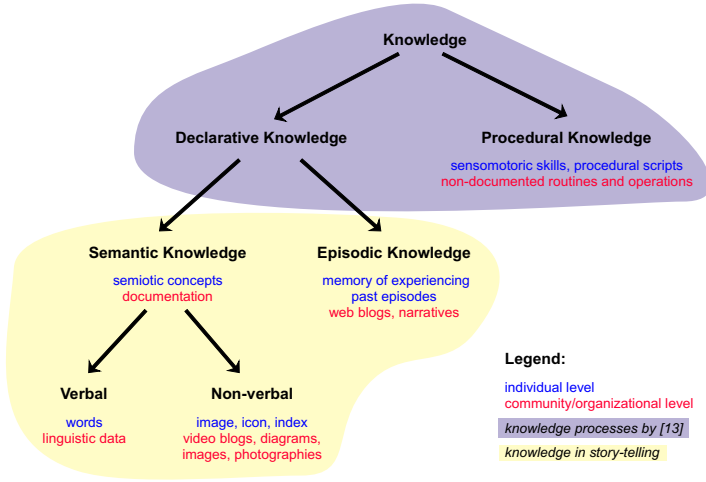 Knowledge
Declarative Knowledge
Procedural Knowledge
sensomotoric skills, procedural scripts
non-documented routines and operations
Semantic Knowledge
semiotic concepts
documentation
Episodic Knowledge
memory of experiencing
past episodes
web blogs, narratives
Verbal
words
linguistic data
Non-verbal
image, icon, index
video blogs, diagrams,
images, photographies
Legend:
individual level
community/organizational level
knowledge processes by [13]
knowledge in story-telling